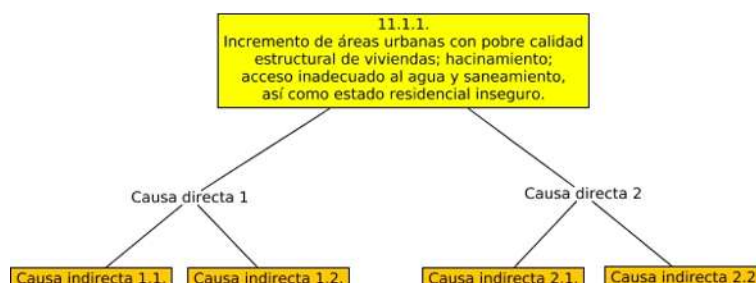 11.1.1.
Incremento de áreas urbanas con pobre calidad
estructural de viviendas; hacinamiento;
acceso inadecuado al agua y saneamiento,
así como estado residencial inseguro.
Causa directa 1
Causa directa 2
Causa indirecta 1.1.
Causa indirecta 1.2.
Causa indirecta 2.1.
Causa indirecta 2.2